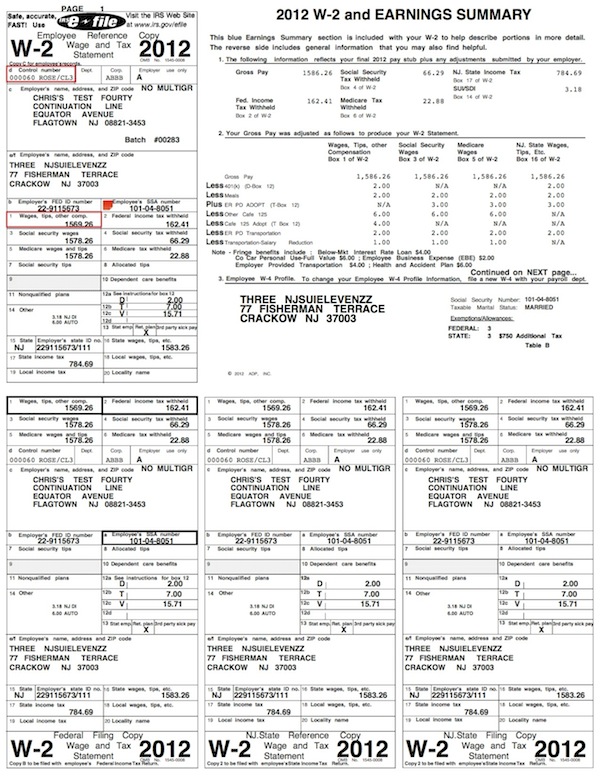 PAGE 1
Safe, accurate, FAST! Use
IRS e~file
Visit the IRS Web Site at www.irs.gov/efile
Employee Reference Copy
W-2 Wage and Tax Statement 2012
Copy C for employee's records.
OMB No. 1545-0008
d Control number Dept. Corp. Employer use only
000060 ROSE/CL3 ABBB A
c Employer's name, address, and ZIP code NO MULTIGR
CHRIS'S TEST FOURTY
CONTINUATION LINE
EQUATOR AVENUE
FLAGTOWN NJ 08821-3453
Batch #00283
e/f Employee's name, address, and ZIP code
THREE NJSUIELEVENZZ
77 FISHERMAN TERRACE
CRACKOW NJ 37003
b Employer's FED ID number Employee's SSA number
22-9115673 101-04-8051
1 Wages, tips, other comp. 2 Federal income tax withheld
1569.26 162.41
3 Social security wages 4 Social security tax withheld
1578.26 66.29
5 Medicare wages and tips 6 Medicare tax withheld
1578.26 22.88
7 Social security tips 8 Allocated tips
9 10 Dependent care benefits
11 Nonqualified plans 12a See instructions for box 12
D 2.00
14 Other 12b T 7.00
3.18 NJ DI 12c V 15.71
6.00 AUTO 12d
13 Stat emp. Ret. plan 3rd party sick pay
X
15 State Employer's state ID no. 16 State wages, tips, etc.
NJ 229115673/111 1583.26
17 State income tax 18 Local wages, tips, etc.
784.69
19 Local income tax 20 Locality name
2012 W-2 and EARNINGS SUMMARY
This blue Earnings Summary section is included with your W-2 to help describe portions in more detail.
The reverse side includes general information that you may also find helpful.
1. The following information reflects your final 2012 pay stub plus any adjustments submitted by your employer.
Gross Pay 1586.26 Social Security Tax Withheld Box 4 of W-2 66.29 NJ. State Income Tax Box 17 of W-2 784.69
SUI/SDI Box 14 of W-2 3.18
Fed. Income Tax Withheld Box 2 of W-2 162.41 Medicare Tax Withheld Box 6 of W-2 22.88
2. Your Gross Pay was adjusted as follows to produce your W-2 Statement.
Wages, Tips, other Compensation Box 1 of W-2 Social Security Wages Box 3 of W-2 Medicare Wages Box 5 of W-2 NJ. State Wages, Tips, Etc. Box 16 of W-2
Gross Pay 1,586.26 1,586.26 1,586.26 1,586.26
Less 401(k) (D-Box 12) 2.00 N/A 2.00 2.00
Less Meals 2.00 2.00 2.00 2.00
Plus ER PD ADOPT (T-Box 12) N/A 3.00 3.00 3.00
Less Other Cafe 125 6.00 6.00 6.00 N/A
Less Cafe 125 Adopt (T Box 12) 4.00 N/A N/A N/A
Less ER PD Transportation 2.00 2.00 2.00 2.00
Less Transportation-Salary Reduction 1.00 1.00 1.00 N/A
Note - Fringe benefits include : Below-Mkt Interest Rate Loan $4.00
Co Car Personal Use-Full Value $6.00 ; Employee Business Expense (EBE) $2.00
Employer Provided Transportation $4.00 ; Health and Accident Plan $6.00
Continued on NEXT page...
3. Employee W-4 Profile. To change your Employee W-4 Profile Information, file a new W-4 with your payroll dept.
THREE NJSUIELEVENZZ
77 FISHERMAN TERRACE
CRACKOW NJ 37003
Social Security Number: 101-04-8051
Taxable Marital Status: MARRIED
Exemptions/Allowances:
FEDERAL: 3
STATE: 3 $750 Additional Tax
Table B
© 2012 ADP, INC.
1 Wages, tips, other comp. 2 Federal income tax withheld
1569.26 162.41
3 Social security wages 4 Social security tax withheld
1578.26 66.29
5 Medicare wages and tips 6 Medicare tax withheld
1578.26 22.88
d Control number Dept. Corp. Employer use only
000060 ROSE/CL3 ABBB A
c Employer's name, address, and ZIP code NO MULTIGR
CHRIS'S TEST FOURTY
CONTINUATION LINE
EQUATOR AVENUE
FLAGTOWN NJ 08821-3453
b Employer's FED ID number a Employee's SSA number
22-9115673 101-04-8051
7 Social security tips 8 Allocated tips
9 10 Dependent care benefits
11 Nonqualified plans 12a See instructions for box 12
D 2.00
14 Other 12b T 7.00
3.18 NJ DI 12c V 15.71
6.00 AUTO 12d
13 Stat emp. Ret. plan 3rd party sick pay
X
e/f Employee's name, address and ZIP code
THREE NJSUIELEVENZZ
77 FISHERMAN TERRACE
CRACKOW NJ 37003
15 State Employer's state ID no. 16 State wages, tips, etc.
NJ 229115673/111 1583.26
17 State income tax 18 Local wages, tips, etc.
784.69
19 Local income tax 20 Locality name
Federal Filing Copy
W-2 Wage and Tax Statement 2012
OMB No. 1545-0008
Copy B to be filed with employee's Federal Income Tax Return.
1 Wages, tips, other comp. 2 Federal income tax withheld
1569.26 162.41
3 Social security wages 4 Social security tax withheld
1578.26 66.29
5 Medicare wages and tips 6 Medicare tax withheld
1578.26 22.88
d Control number Dept. Corp. Employer use only
000060 ROSE/CL3 ABBB A
c Employer's name, address, and ZIP code NO MULTIGR
CHRIS'S TEST FOURTY
CONTINUATION LINE
EQUATOR AVENUE
FLAGTOWN NJ 08821-3453
b Employer's FED ID number a Employee's SSA number
22-9115673 101-04-8051
7 Social security tips 8 Allocated tips
9 10 Dependent care benefits
11 Nonqualified plans 12a
D 2.00
14 Other 12b T 7.00
3.18 NJ DI 12c V 15.71
6.00 ADOPT 12d
13 Stat emp. Ret. plan 3rd party sick pay
X
e/f Employee's name, address and ZIP code
THREE NJSUIELEVENZZ
77 FISHERMAN TERRACE
CRACKOW NJ 37003
15 State Employer's state ID no. 16 State wages, tips, etc.
NJ 229115673/111 1583.26
17 State income tax 18 Local wages, tips, etc.
784.69
19 Local income tax 20 Locality name
NJ.State Reference Copy
W-2 Wage and Tax Statement 2012
OMB No. 1545-0008
Copy 2 to be filed with employee's State Income Tax Return.
1 Wages, tips, other comp. 2 Federal income tax withheld
1569.26 162.41
3 Social security wages 4 Social security tax withheld
1578.26 66.29
5 Medicare wages and tips 6 Medicare tax withheld
1578.26 22.88
d Control number Dept. Corp. Employer use only
000060 ROSE/CL3 ABBB A
c Employer's name, address, and ZIP code NO MULTIGR
CHRIS'S TEST FOURTY
CONTINUATION LINE
EQUATOR AVENUE
FLAGTOWN NJ 08821-3453
b Employer's FED ID number a Employee's SSA number
22-9115673 101-04-8051
7 Social security tips 8 Allocated tips
9 10 Dependent care benefits
11 Nonqualified plans 12a
D 2.00
14 Other 12b T 7.00
3.18 NJ DI 12c V 15.71
6.00 AUTO 12d
13 Stat emp. Ret. plan 3rd party sick pay
X
e/f Employee's name, address and ZIP code
THREE NJSUIELEVENZZ
77 FISHERMAN TERRACE
CRACKOW NJ 37003
15 State Employer's state ID no. 16 State wages, tips, etc.
NJ 229115673/111 1583.26
17 State income tax 18 Local wages, tips, etc.
784.69
19 Local income tax 20 Locality name
NJ.State Filing Copy
W-2 Wage and Tax Statement 2012
OMB No. 1545-0008
Copy 2 to be filed with employee's State Income Tax Return.